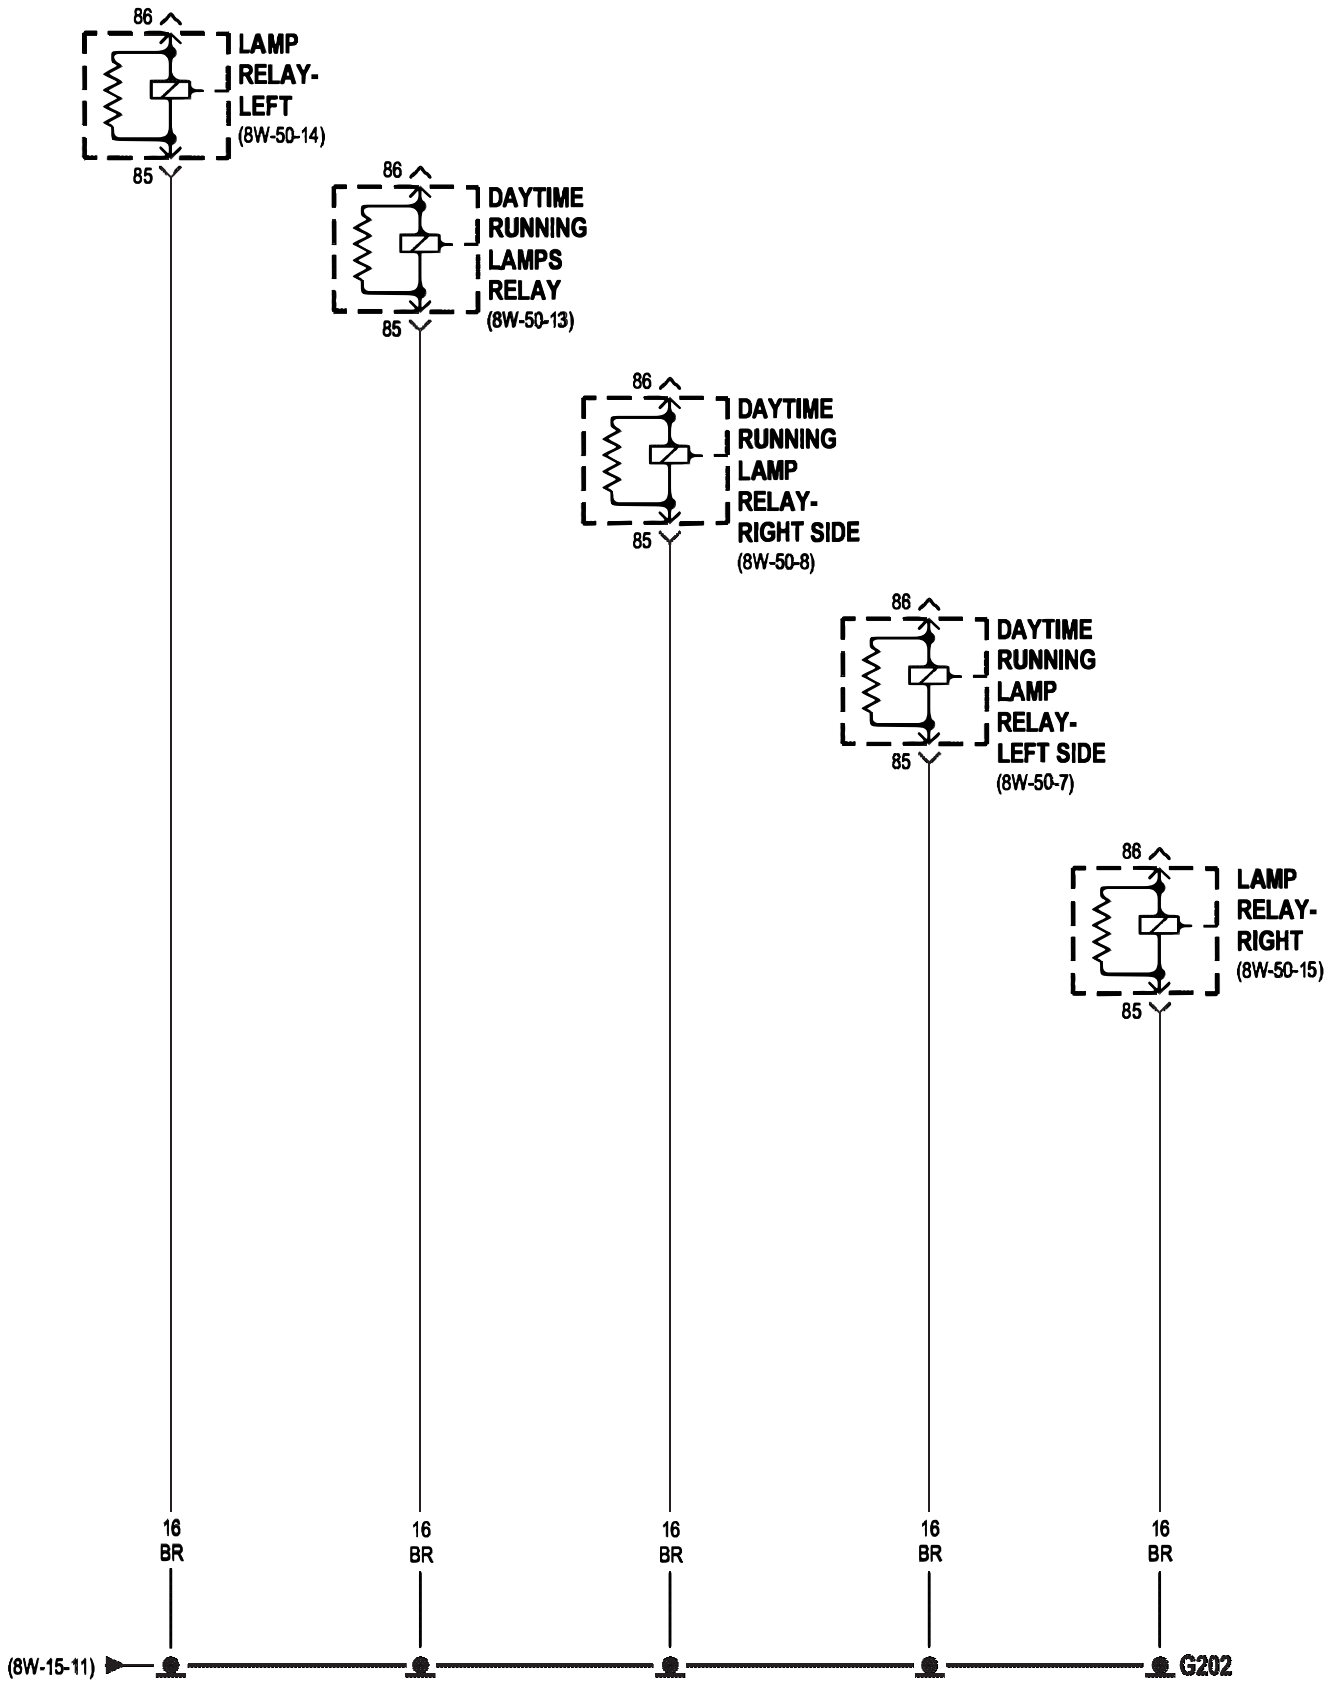 86
LAMP
RELAY-
LEFT
(8W-50-14)
85
86
DAYTIME
RUNNING
LAMPS
RELAY
(8W-50-13)
85
86
DAYTIME
RUNNING
LAMP
RELAY-
RIGHT SIDE
(8W-50-8)
85
86
DAYTIME
RUNNING
LAMP
RELAY-
LEFT SIDE
(8W-50-7)
85
86
LAMP
RELAY-
RIGHT
(8W-50-15)
85
16
BR
16
BR
16
BR
16
BR
16
BR
(8W-15-11)
G202